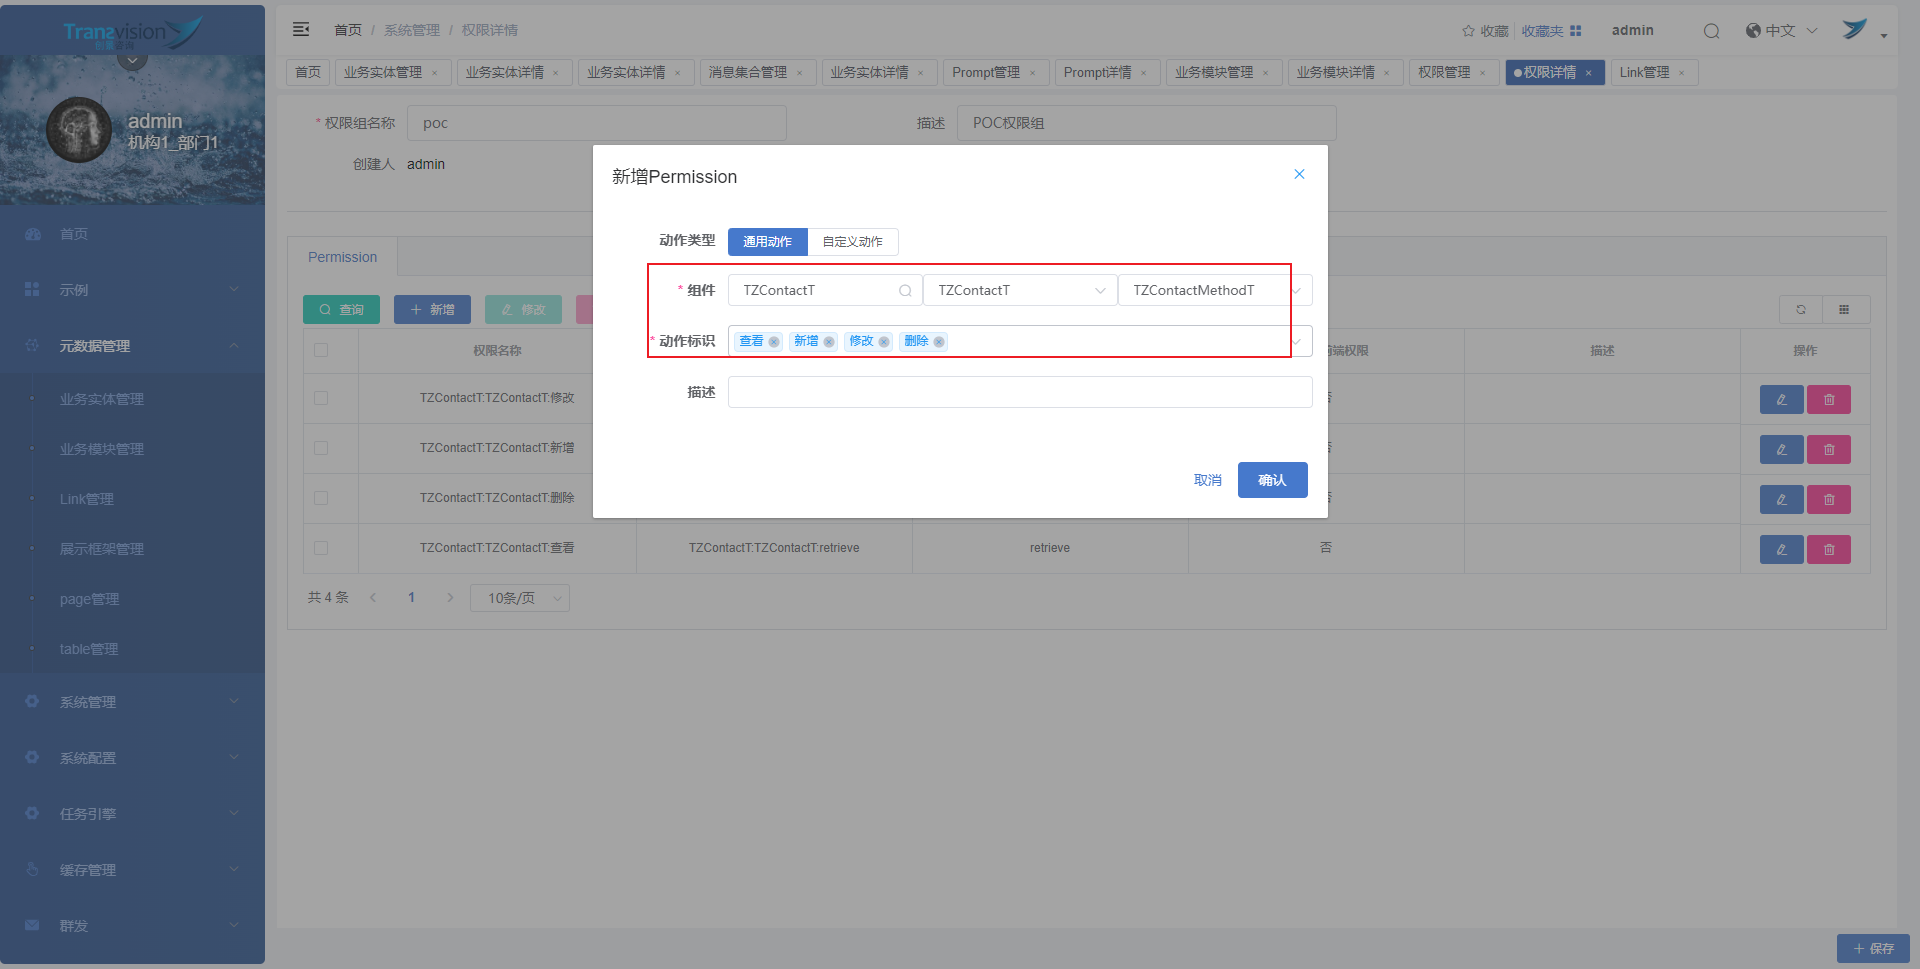 Tranzvision
创景咨询
首页 / 系统管理 / 权限详情
收藏 收藏夹 admin 中文
首页 业务实体管理 × 业务实体详情 × 业务实体详情 × 消息集合管理 × 业务实体详情 × Prompt管理 × Prompt详情 × 业务模块管理 × 业务模块详情 × 权限管理 × 权限详情 × Link管理 ×
admin
机构1_部门1
首页
示例
元数据管理
业务实体管理
业务模块管理
Link管理
展示框架管理
page管理
table管理
系统管理
系统配置
任务引擎
缓存管理
群发
* 权限组名称 poc 描述 POC权限组
创建人 admin
Permission
查询 + 新增 修改
权限名称 端权限 描述 操作
TZContactT:TZContactT:修改
TZContactT:TZContactT:新增
TZContactT:TZContactT:删除
TZContactT:TZContactT:查看 TZContactT:TZContactT:retrieve retrieve 否
共 4 条 < 1 > 10条/页
新增Permission ×
动作类型 通用动作 自定义动作
* 组件 TZContactT TZContactT TZContactMethodT
* 动作标识 查看 新增 修改 删除
描述
取消 确认
+ 保存